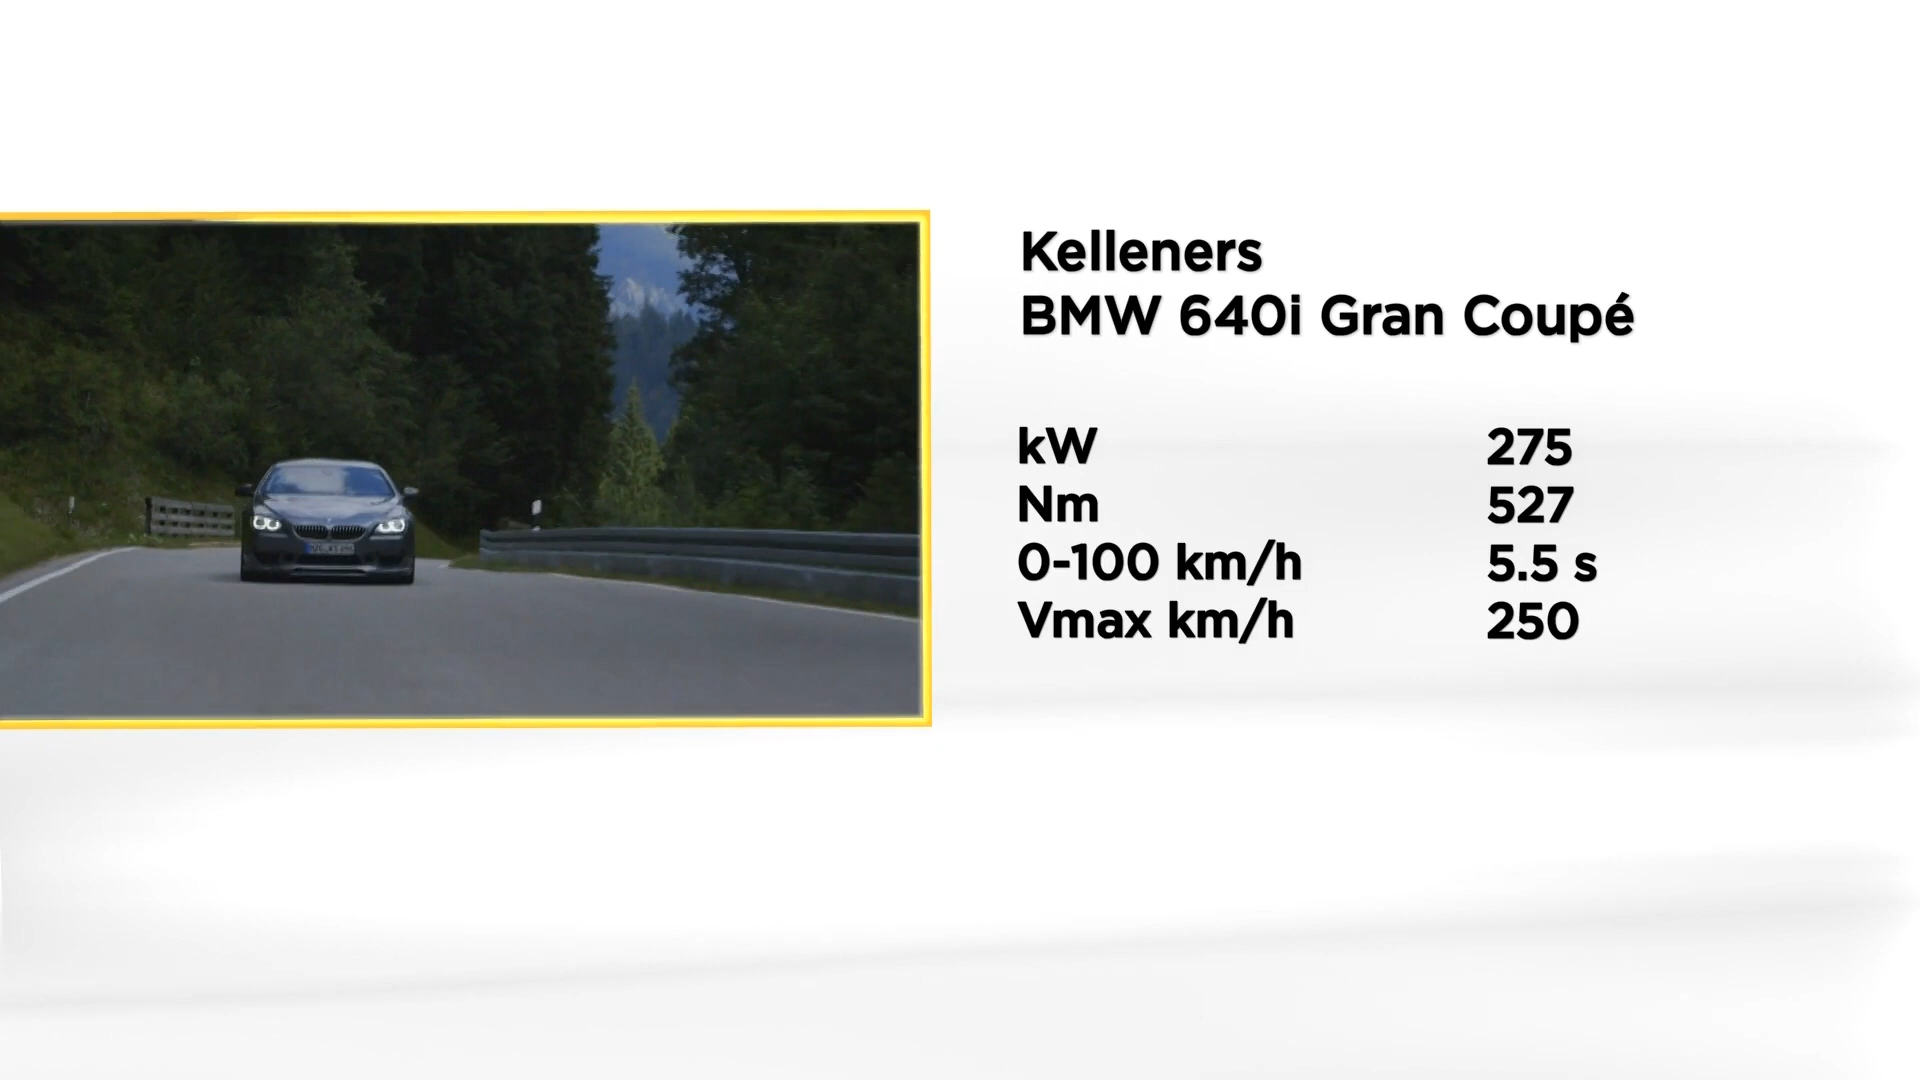 Kelleners
BMW 640i Gran Coupé
kW 275
Nm 527
0-100 km/h 5.5 s
Vmax km/h 250